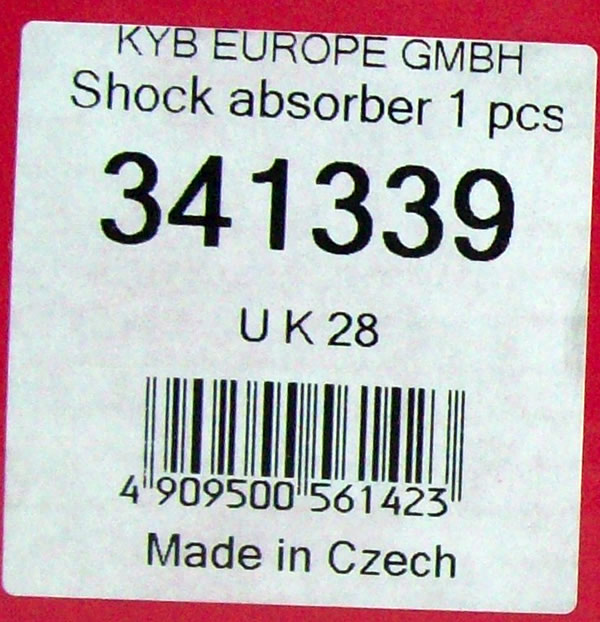 KYB EUROPE GMBH
Shock absorber 1 pcs
341339
U K 28
4 909500 561423
Made in Czech